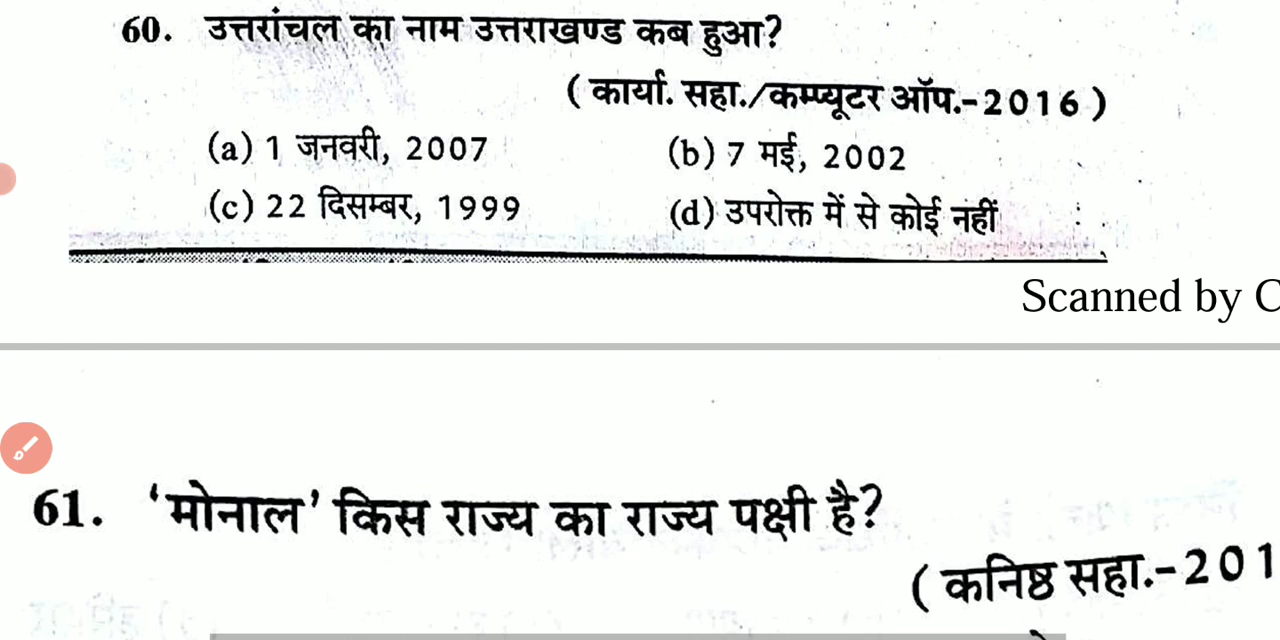 60. उत्तरांचल का नाम उत्तराखण्ड कब हुआ?
( कार्या. सहा./कम्प्यूटर ऑप.-2016 )
(a) 1 जनवरी, 2007 (b) 7 मई, 2002
(c) 22 दिसम्बर, 1999 (d) उपरोक्त में से कोई नहीं
Scanned by C
61. ‘मोनाल’ किस राज्य का राज्य पक्षी है?
( कनिष्ठ सहा.-201